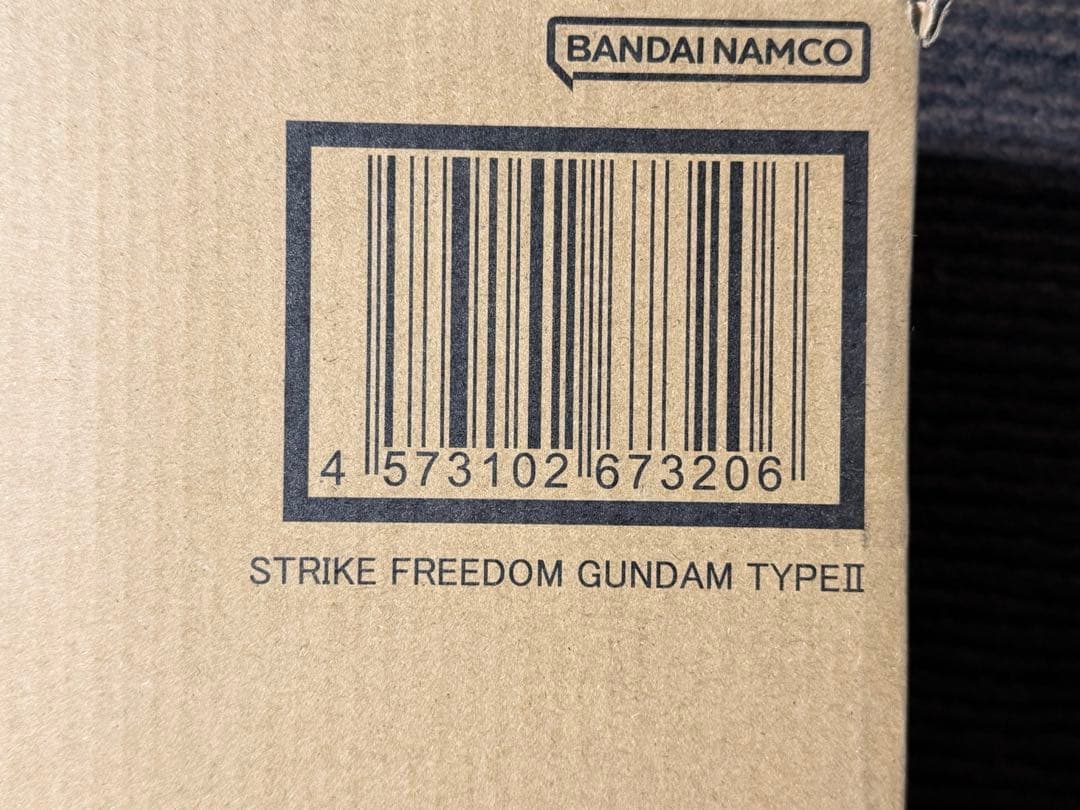 BANDAI NAMCO
4 573102 673206
STRIKE FREEDOM GUNDAM TYPEⅡ